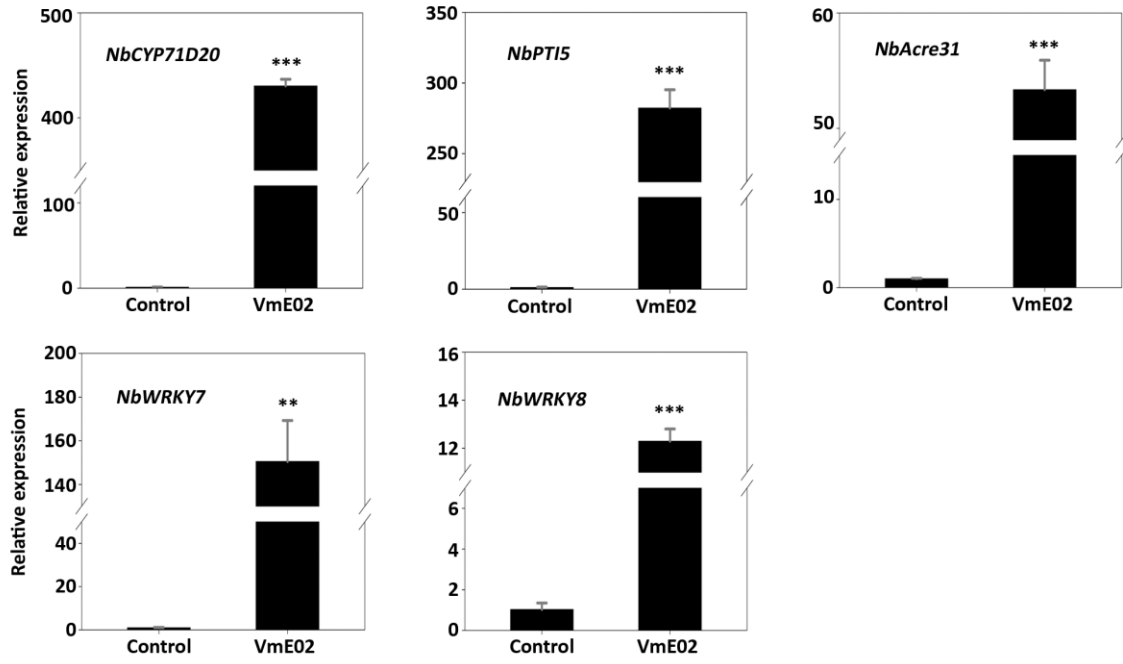 Relative expression
500
400
100
0
NbCYP71D20
***
Control
VmE02
350
300
250
50
0
NbPTI5
***
Control
VmE02
60
50
10
0
NbAcre31
***
Control
VmE02
Relative expression
200
180
160
140
40
20
0
NbWRKY7
**
Control
VmE02
16
14
12
6
4
2
0
NbWRKY8
***
Control
VmE02